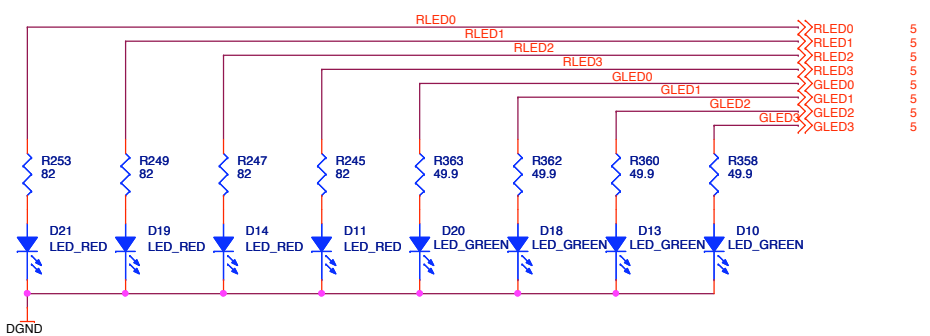 RLED0
RLED1
RLED2
RLED3
GLED0
GLED1
GLED2
GLED3
RLED0 5
RLED1 5
RLED2 5
RLED3 5
GLED0 5
GLED1 5
GLED2 5
GLED3 5
R253 R249 R247 R245 R363 R362 R360 R358
82 82 82 82 49.9 49.9 49.9 49.9
D21 D19 D14 D11 D20 D18 D13 D10
LED_RED LED_RED LED_RED LED_RED LED_GREEN LED_GREEN LED_GREEN LED_GREEN
DGND